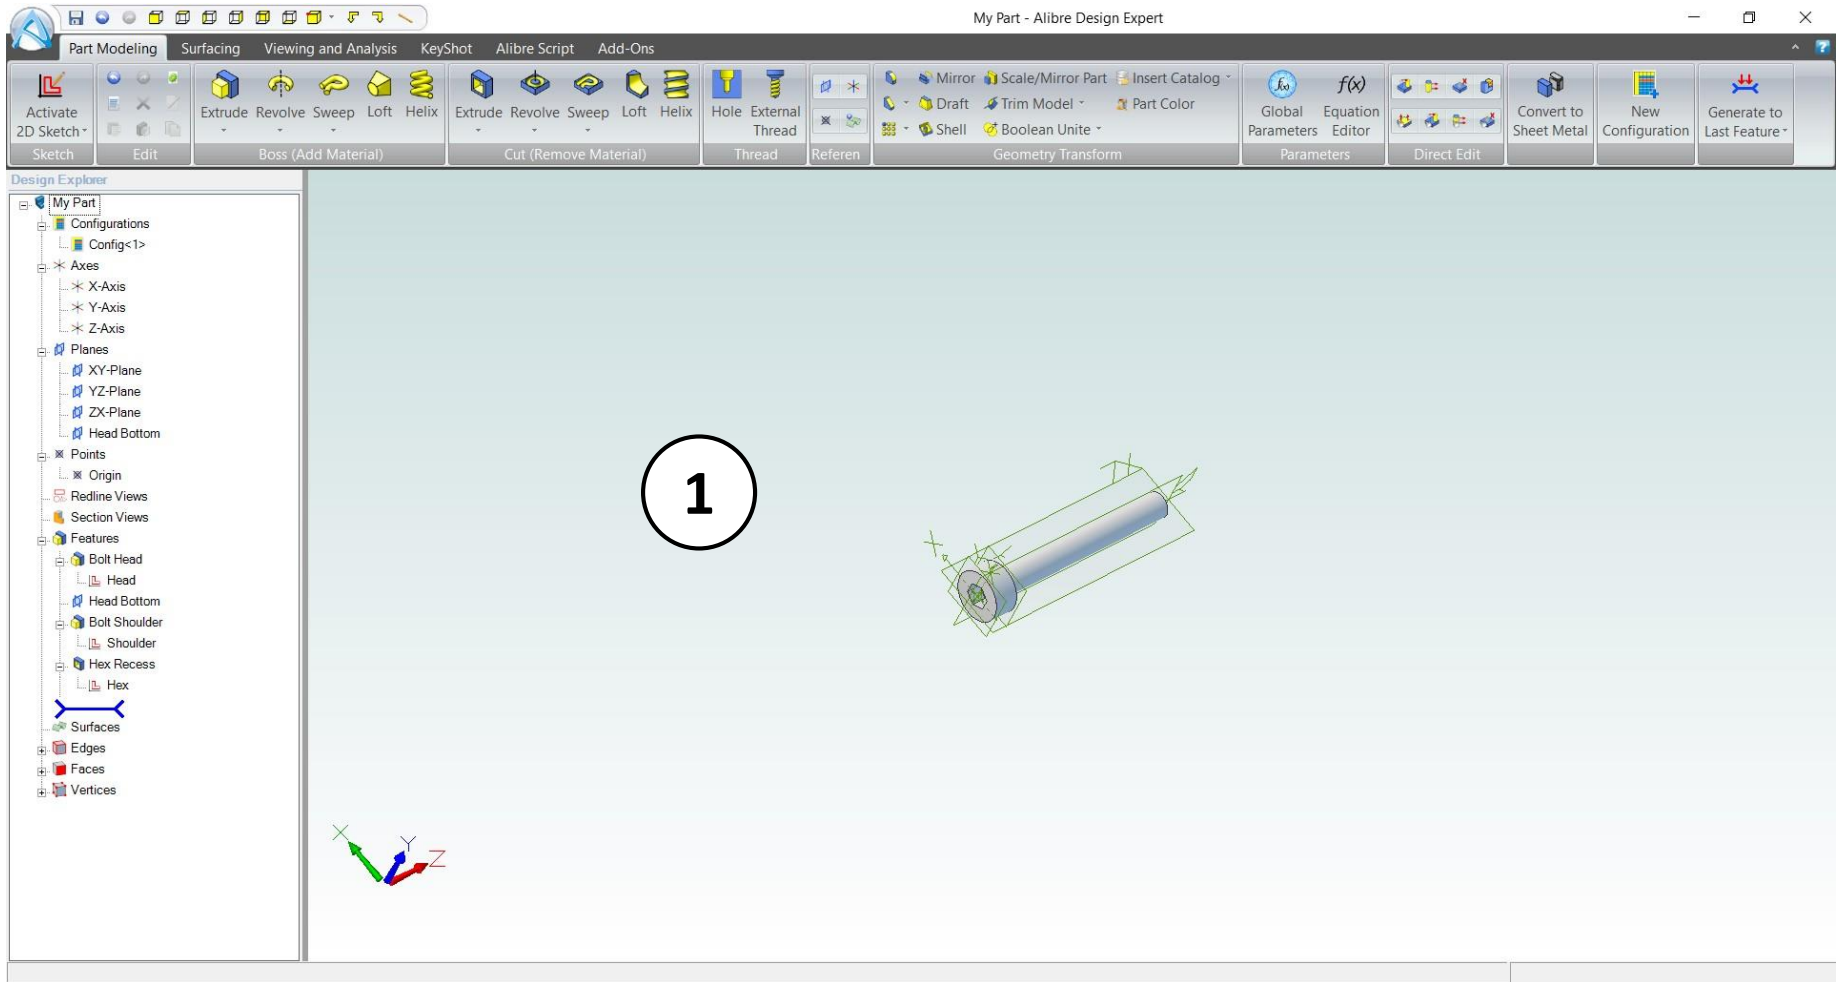 My Part - Alibre Design Expert
Part Modeling Surfacing Viewing and Analysis KeyShot Alibre Script Add-Ons
Activate
2D Sketch
Sketch
Edit
Extrude Revolve Sweep Loft Helix
Boss (Add Material)
Extrude Revolve Sweep Loft Helix
Cut (Remove Material)
Hole External
Thread
Thread
Referen
Mirror Scale/Mirror Part Insert Catalog
Draft Trim Model Part Color
Shell Boolean Unite
Geometry Transform
f(x) f(x)
Global Equation
Parameters Editor
Parameters
Direct Edit
Convert to
Sheet Metal
New
Configuration
Generate to
Last Feature
Design Explorer
My Part
Configurations
Config<1>
Axes
X-Axis
Y-Axis
Z-Axis
Planes
XY-Plane
YZ-Plane
ZX-Plane
Head Bottom
Points
Origin
Redline Views
Section Views
Features
Bolt Head
Head
Head Bottom
Bolt Shoulder
Shoulder
Hex Recess
Hex
Surfaces
Edges
Faces
Vertices
1
X
X
Y
Z